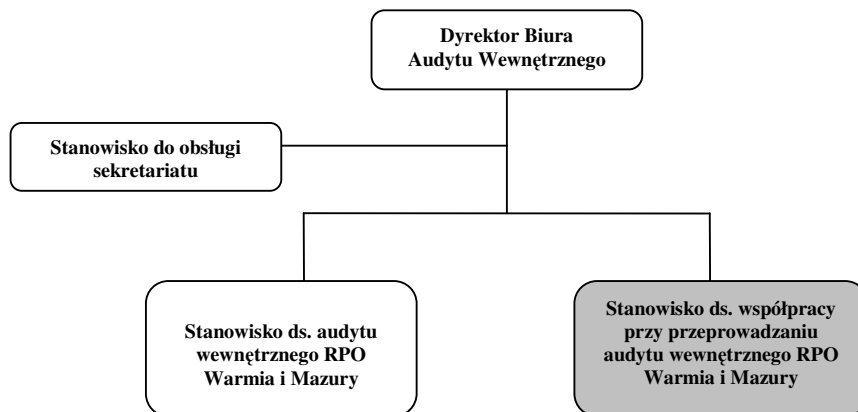 Dyrektor Biura
Audytu Wewnętrznego
Stanowisko do obsługi
sekretariatu
Stanowisko ds. audytu
wewnętrznego RPO
Warmia i Mazury
Stanowisko ds. współpracy
przy przeprowadzaniu
audytu wewnętrznego RPO
Warmia i Mazury